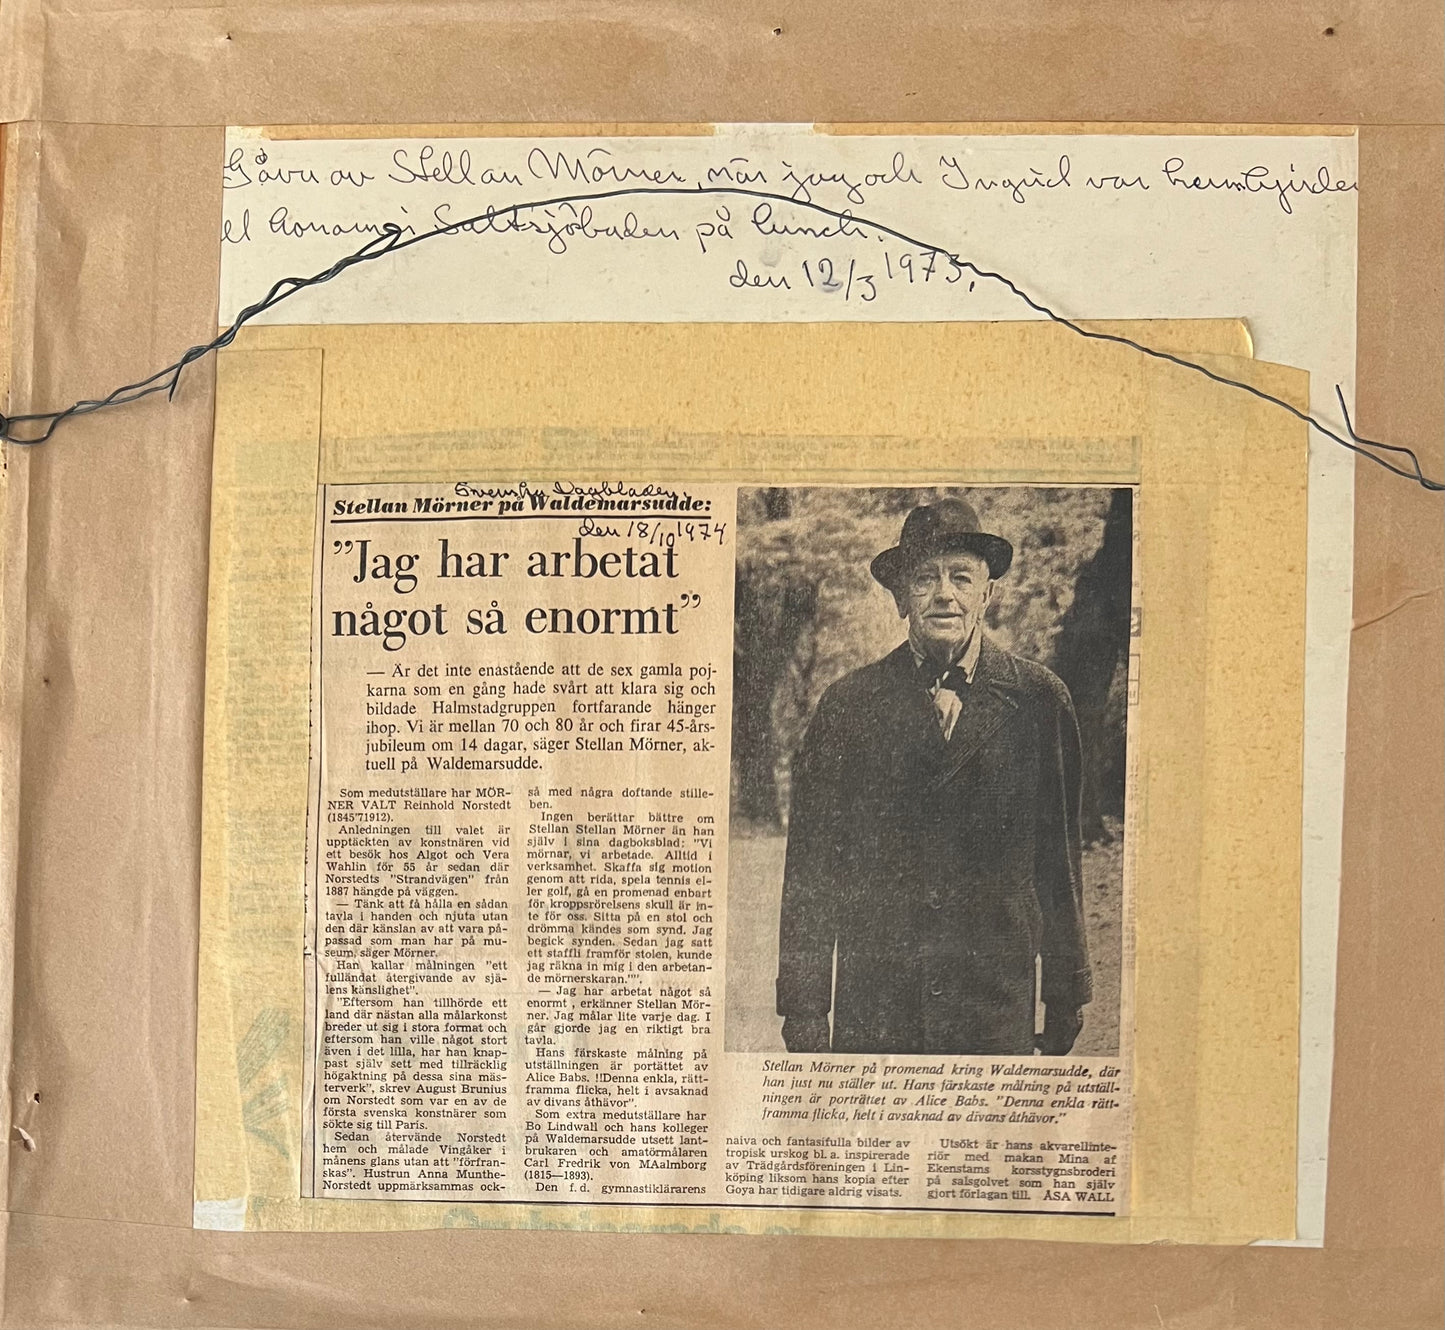 Gåva av Stellan Mörner, när jag och Ingrid var hembjudna
honom i Saltsjöbaden på lunch.
den 12/3 1973.
Svenska Dagbladet
Stellan Mörner på Waldemarsudde:
den 18/10 1974
”Jag har arbetat
något så enormt”
— Är det inte enastående att de sex gamla poj-
karna som en gång hade svårt att klara sig och
bildade Halmstadgruppen fortfarande hänger
ihop. Vi är mellan 70 och 80 år och firar 45-års-
jubileum om 14 dagar, säger Stellan Mörner, ak-
tuell på Waldemarsudde.
Som medutställare har MÖR-
NER VALT Reinhold Norstedt
(1845'71912).
Anledningen till valet är
upptäckten av konstnären vid
ett besök hos Algot och Vera
Wahlin för 55 år sedan där
Norstedts "Strandvägen" från
1887 hängde på väggen.
— Tänk att få hålla en sådan
tavla i handen och njuta utan
den där känslan av att vara på-
passad som man har på mu-
seum, säger Mörner.
Han kallar målningen "ett
fulländat återgivande av sjä-
lens känslighet".
"Eftersom han tillhörde ett
land där nästan alla målarkonst
breder ut sig i stora format och
eftersom han ville något stort
även i det lilla, har han knap-
past själv sett med tillräcklig
högaktning på dessa sina mäs-
terverk", skrev August Brunius
om Norstedt som var en av de
första svenska konstnärer som
sökte sig till Paris.
Sedan återvände Norstedt
hem och målade Vingåker i
månens glans utan att "förfran-
skas". Hustrun Anna Munthe-
Norstedt uppmärksammas ock-
så med några doftande stille-
ben.
Ingen berättar bättre om
Stellan Stellan Mörner än han
själv i sina dagboksblad: "Vi
mörnar, vi arbetade. Alltid i
verksamhet. Skaffa sig motion
genom att rida, spela tennis el-
ler golf, gå en promenad enbart
för kroppsrörelsens skull är in-
te för oss. Sitta på en stol och
drömma kändes som synd. Jag
begick synden. Sedan jag satt
ett staffli framför stolen, kunde
jag räkna in mig i den arbetan-
de mörnerskaran."".
— Jag har arbetat något så
enormt , erkänner Stellan Mör-
ner. Jag målar lite varje dag. I
går gjorde jag en riktigt bra
tavla.
Hans färskaste målning på
utställningen är porträttet av
Alice Babs. !!Denna enkla, rätt-
framma flicka, helt i avsaknad
av divans åthävor".
Som extra medutställare har
Bo Lindwall och hans kolleger
på Waldemarsudde utsett lant-
brukaren och amatörmålaren
Carl Fredrik von MAalmborg
(1815—1893).
Den f. d. gymnastiklärarens
Stellan Mörner på promenad kring Waldemarsudde, där
han just nu ställer ut. Hans färskaste målning på utställ-
ningen är porträttet av Alice Babs. "Denna enkla rätt-
framma flicka, helt i avsaknad av divans åthävor."
naiva och fantasifulla bilder av
tropisk urskog bl. a. inspirerade
av Trädgårdsföreningen i Lin-
köping liksom hans kopia efter
Goya har tidigare aldrig visats.
Utsökt är hans akvarellinte-
riör med makan Mina af
Ekenstams korsstygnsbroderi
på salsgolvet som han själv
gjort förlagan till. ÅSA WALL